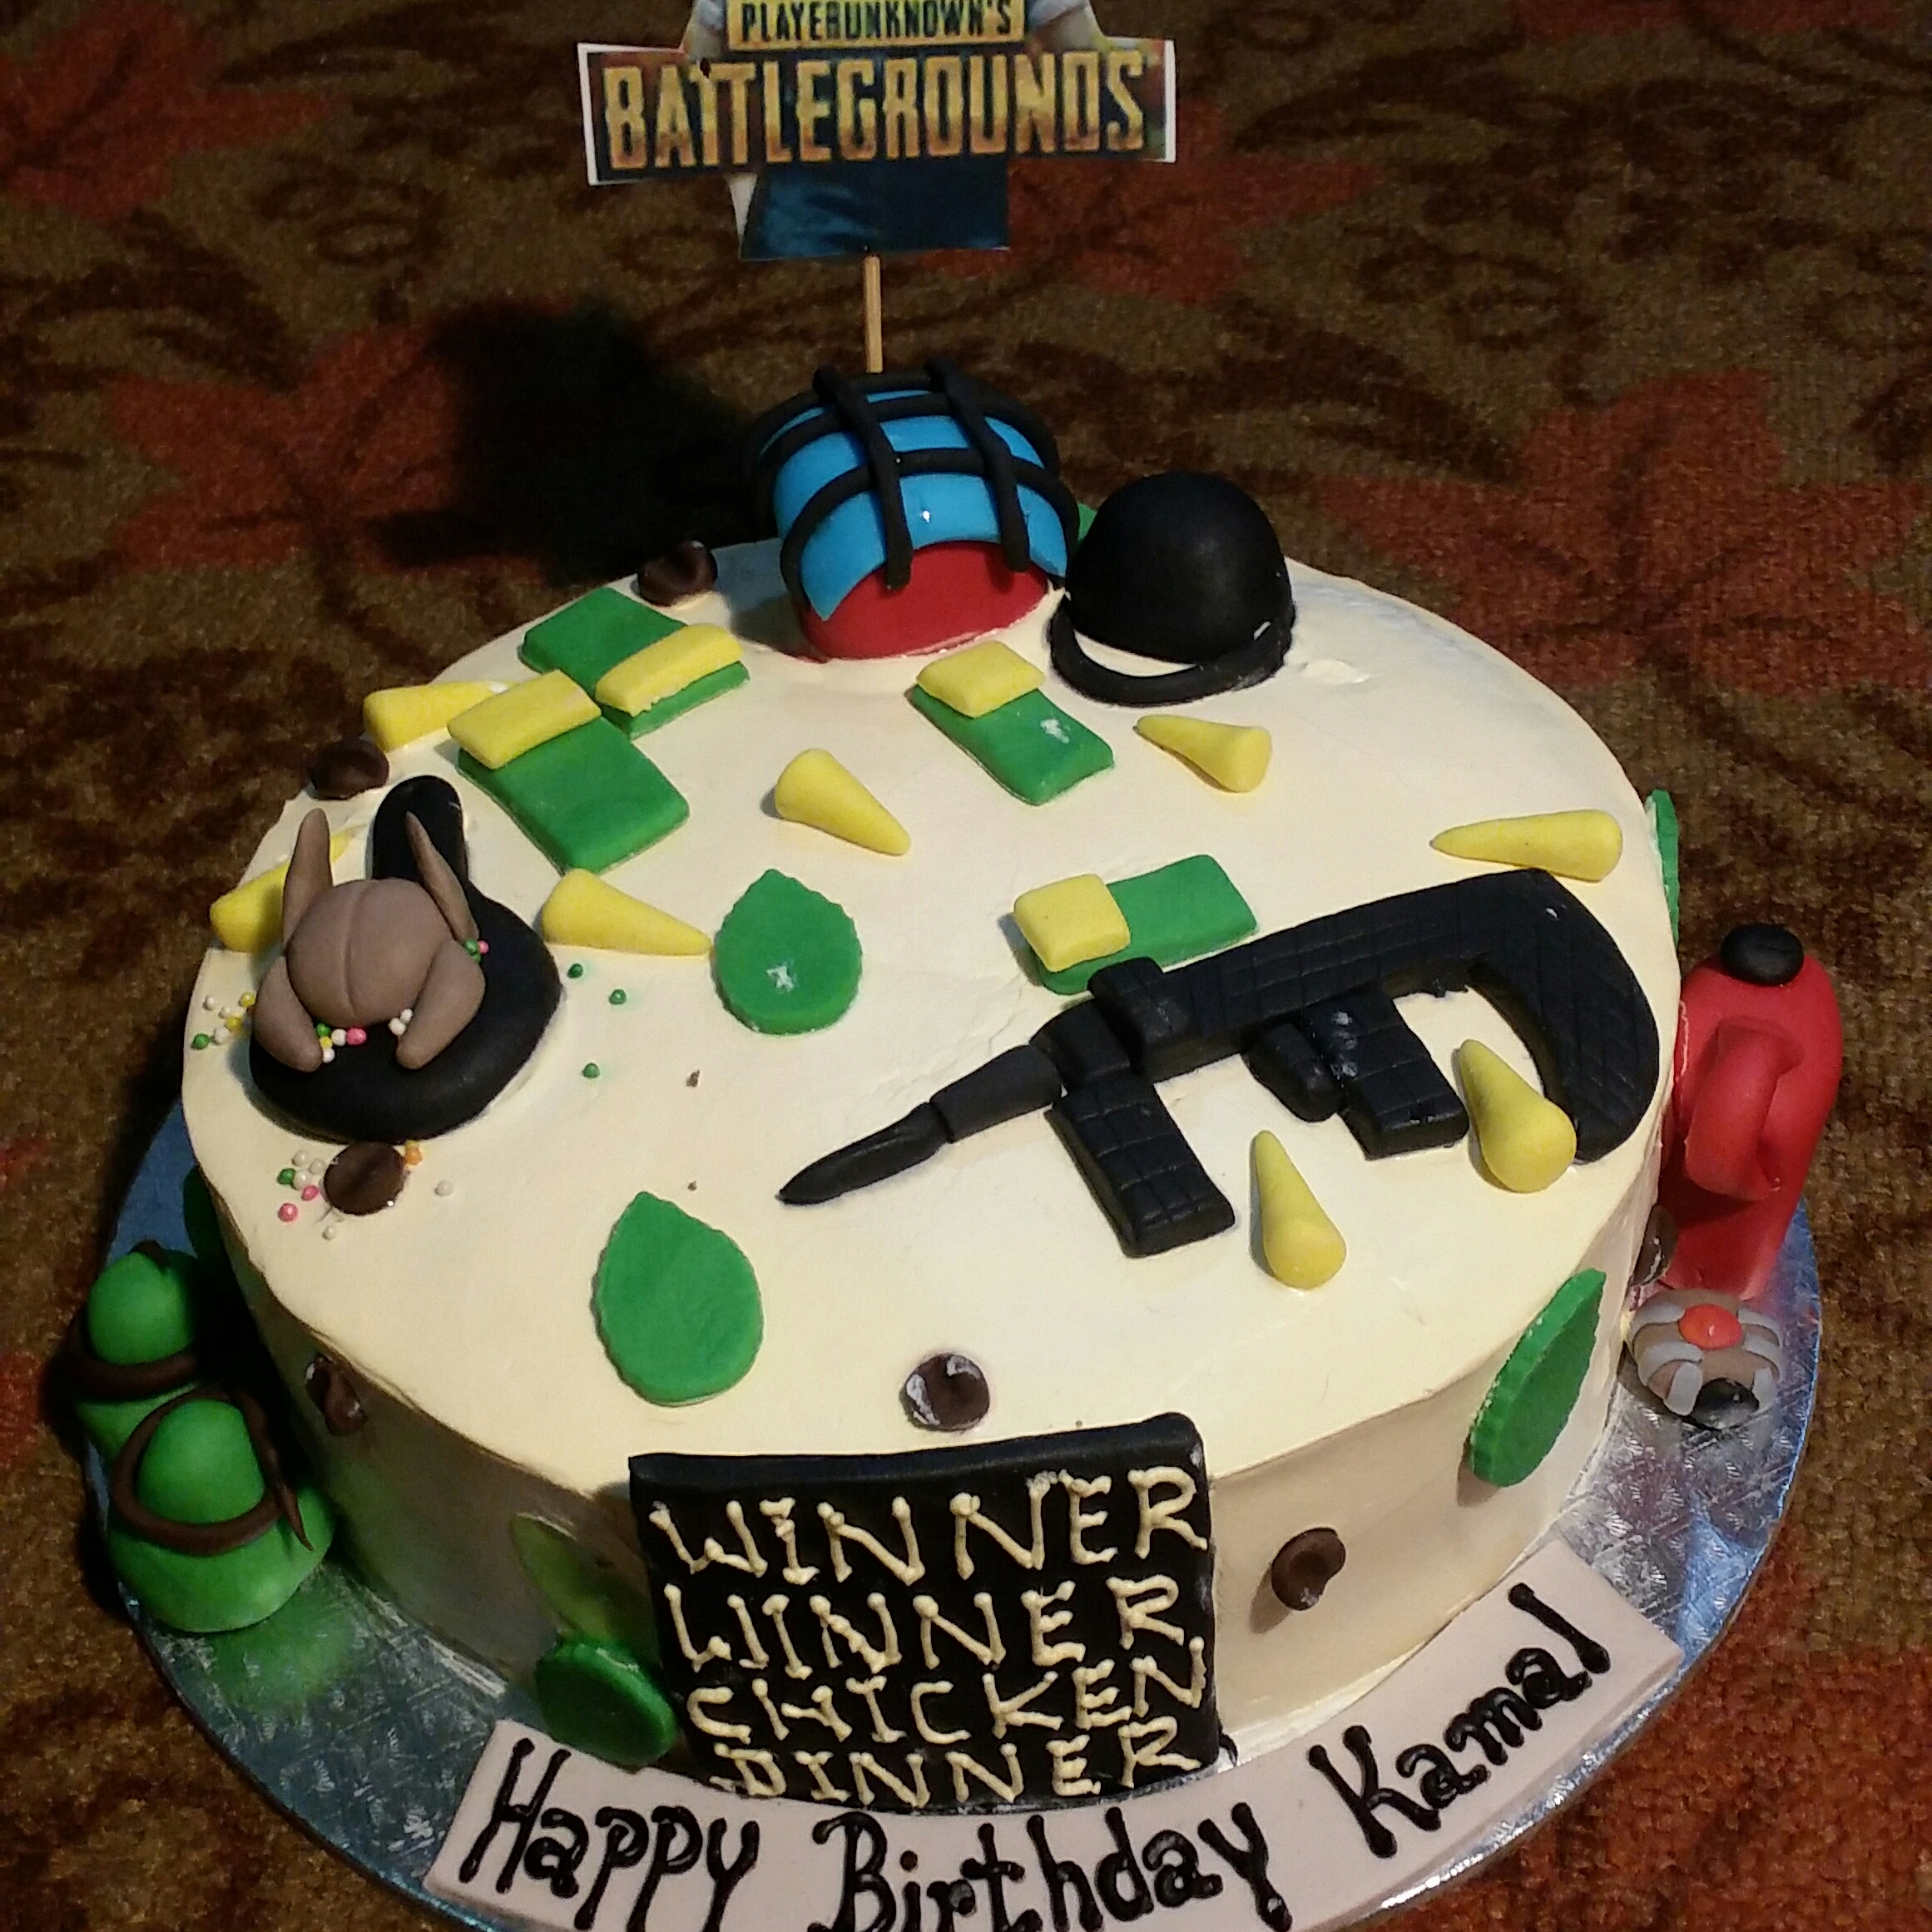 PLAYERUNKNOWN'S
BATTLEGROUNDS
WINNER
WINNER
CHICKEN
DINNER
Happy Birthday Kamal